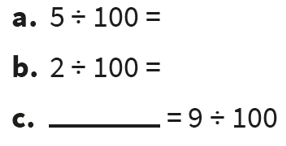 a. 5 ÷ 100 =
b. 2 ÷ 100 =
c. ________ = 9 ÷ 100